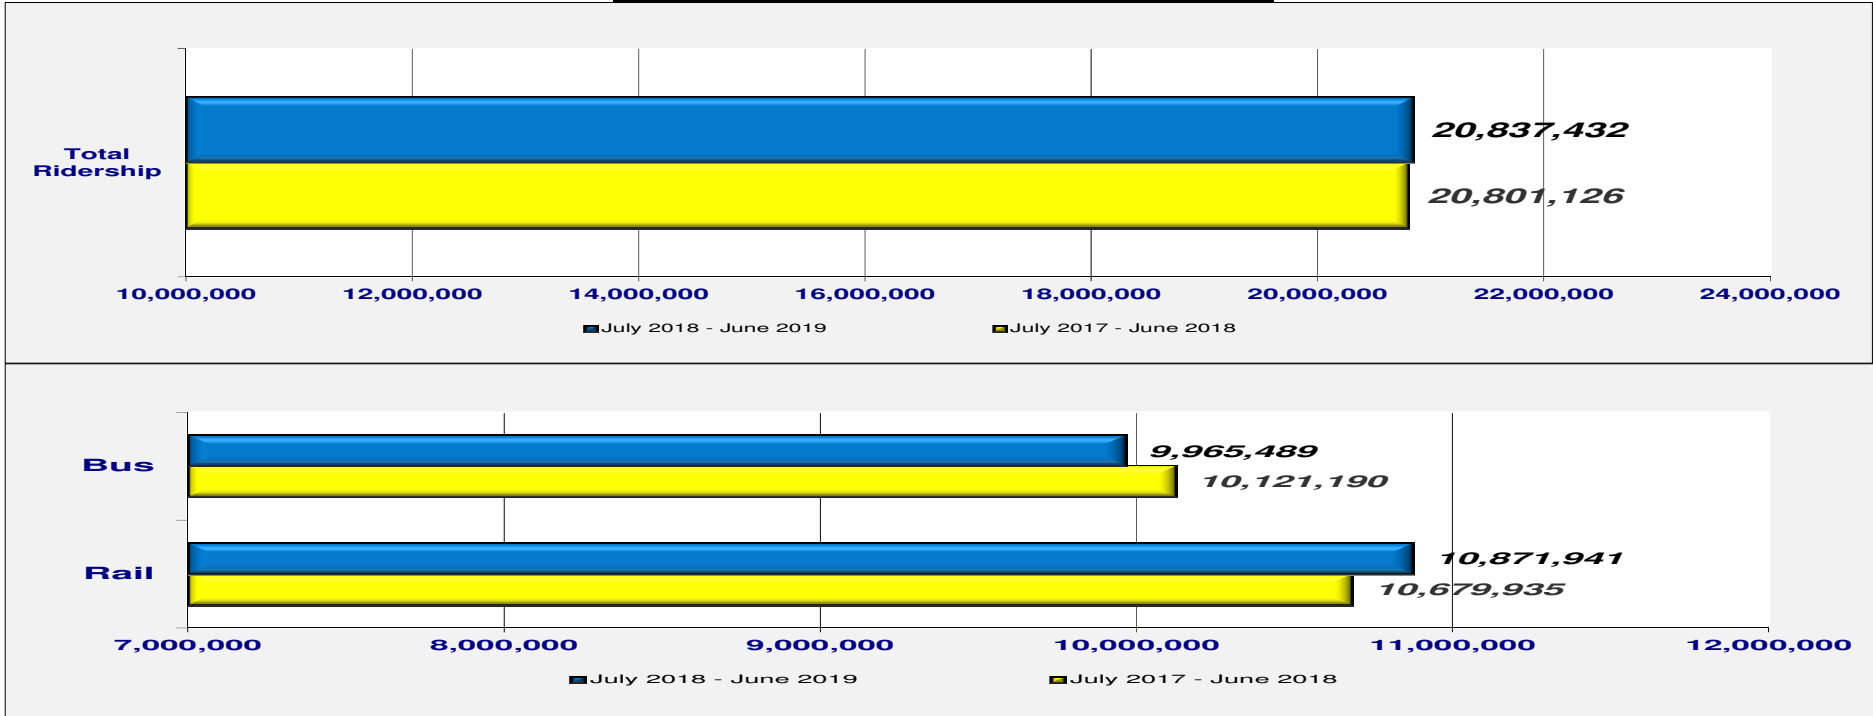 20,837,432
Total
Ridership
20,801,126
10,000,000 12,000,000 14,000,000 16,000,000 18,000,000 20,000,000 22,000,000 24,000,000
July 2018 - June 2019 July 2017 - June 2018
Bus
9,965,489
10,121,190
Rail
10,871,941
10,679,935
7,000,000 8,000,000 9,000,000 10,000,000 11,000,000 12,000,000
July 2018 - June 2019 July 2017 - June 2018